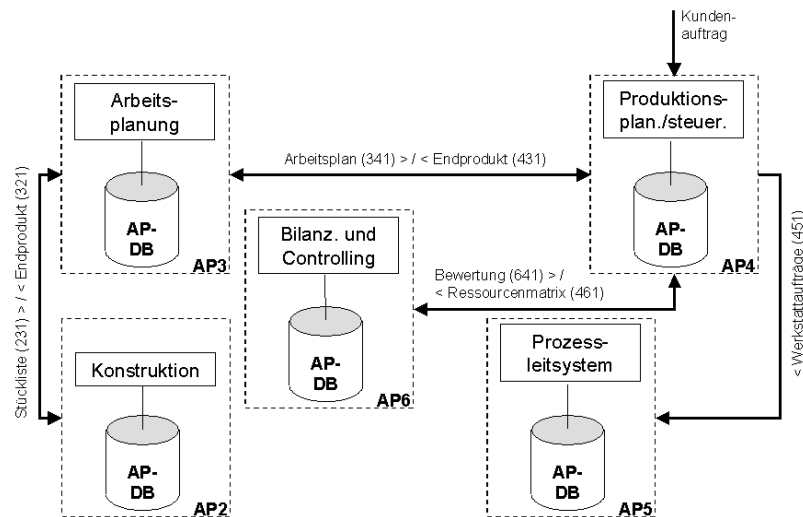 Kunden-
auftrag
Arbeits-
planung
AP-
DB
AP3
Produktions-
plan./steuer.
AP-
DB
AP4
Arbeitsplan (341) > / < Endprodukt (431)
Stückliste (231) > / < Endprodukt (321)
Bilanz. und
Controlling
AP-
DB
AP6
Bewertung (641) > /
< Ressourcenmatrix (461)
< Werkstattaufträge (451)
Konstruktion
AP-
DB
AP2
Prozess-
leitsystem
AP-
DB
AP5